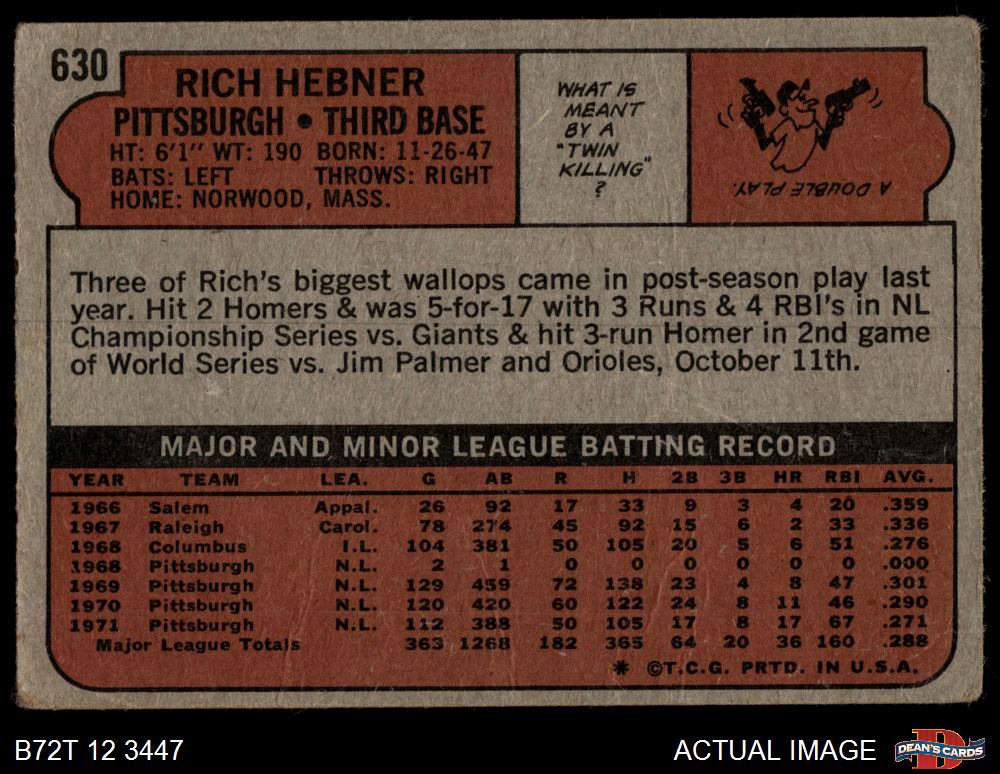 630
RICH HEBNER
PITTSBURGH • THIRD BASE
HT: 6'1" WT: 190 BORN: 11-26-47
BATS: LEFT THROWS: RIGHT
HOME: NORWOOD, MASS.
WHAT IS
MEANT
BY A
"TWIN
KILLING"
?
A DOUBLE PLAY.
Three of Rich's biggest wallops came in post-season play last
year. Hit 2 Homers & was 5-for-17 with 3 Runs & 4 RBI's in NL
Championship Series vs. Giants & hit 3-run Homer in 2nd game
of World Series vs. Jim Palmer and Orioles, October 11th.
MAJOR AND MINOR LEAGUE BATTING RECORD
YEAR TEAM LEA. G AB R H 2B 3B HR RBI AVG.
1966 Salem Appal. 26 92 17 33 9 3 4 20 .359
1967 Raleigh Carol. 78 274 45 92 15 6 2 33 .336
1968 Columbus I.L. 104 381 50 105 20 5 6 51 .276
1968 Pittsburgh N.L. 2 1 0 0 0 0 0 0 .000
1969 Pittsburgh N.L. 129 459 72 138 23 4 8 47 .301
1970 Pittsburgh N.L. 120 420 60 122 24 8 11 46 .290
1971 Pittsburgh N.L. 112 388 50 105 17 8 17 67 .271
Major League Totals 363 1268 182 365 64 20 36 160 .288
* ©T.C.G. PRTD. IN U.S.A.
B72T 12 3447
ACTUAL IMAGE
DEAN'S CARDS